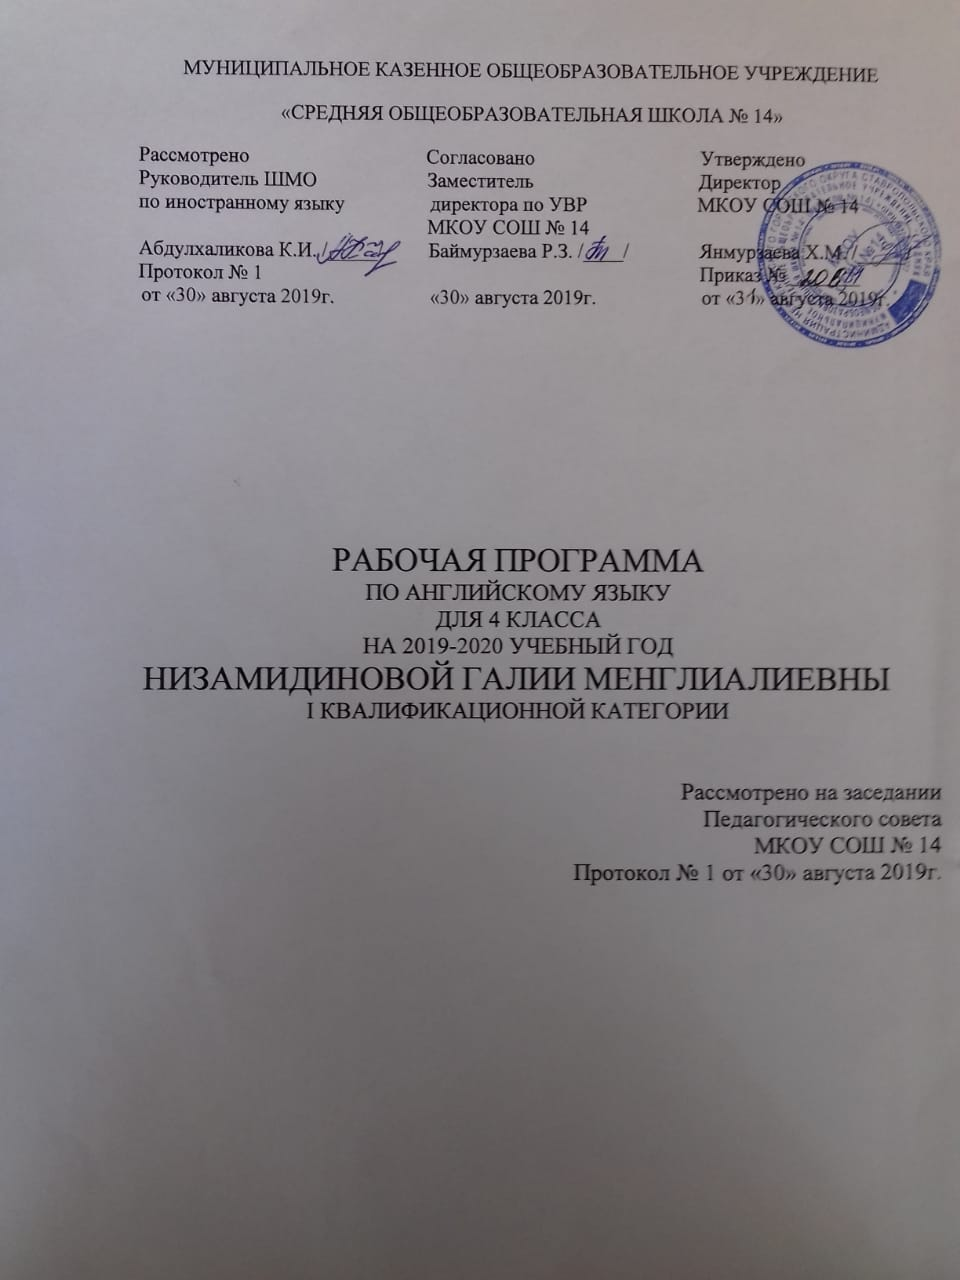 МУНИЦИПАЛЬНОЕ КАЗЕННОЕ ОБЩЕОБРАЗОВАТЕЛЬНОЕ УЧРЕЖДЕНИЕ
«СРЕДНЯЯ ОБЩЕОБРАЗОВАТЕЛЬНАЯ ШКОЛА № 14»
Рассмотрено
Руководитель ШМО
по иностранному языку
Абдулхаликова К.И./
Протокол № 1
от «30» августа 2019г.
Согласовано
Заместитель
директора по УВР
МКОУ СОШ № 14
Баймурзаева Р.З. / /
«30» августа 2019г.
Утверждено
Директор
МКОУ СОШ № 14
Янмурзаева Х.М./ /
Приказ №
от «31» августа 2019г.
РАБОЧАЯ ПРОГРАММА
ПО АНГЛИЙСКОМУ ЯЗЫКУ
ДЛЯ 4 КЛАССА
НА 2019-2020 УЧЕБНЫЙ ГОД
НИЗАМИДИНОВОЙ ГАЛИИ МЕНГЛИАЛИЕВНЫ
I КВАЛИФИКАЦИОННОЙ КАТЕГОРИИ
Рассмотрено на заседании
Педагогического совета
МКОУ СОШ № 14
Протокол № 1 от «30» августа 2019г.